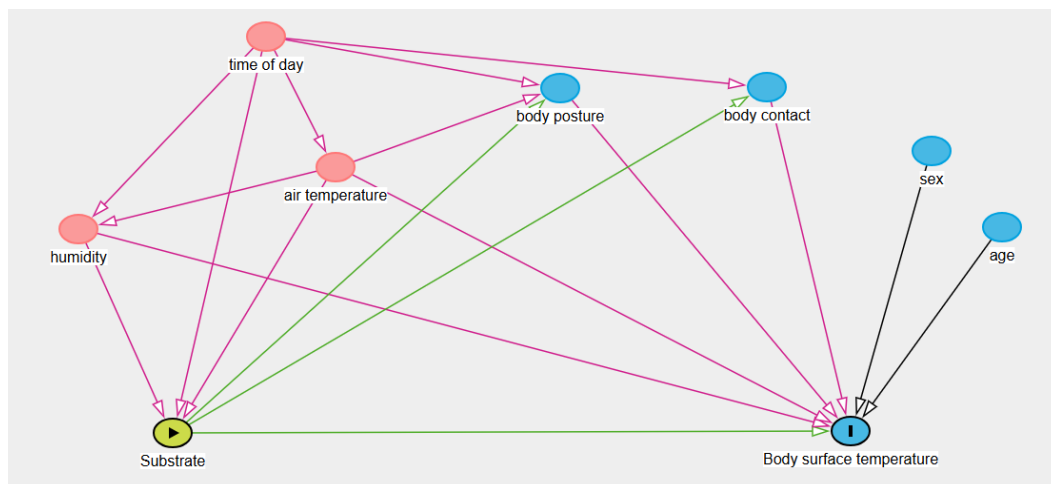 time of day
body posture
body contact
sex
air temperature
humidity
age
Substrate
Body surface temperature